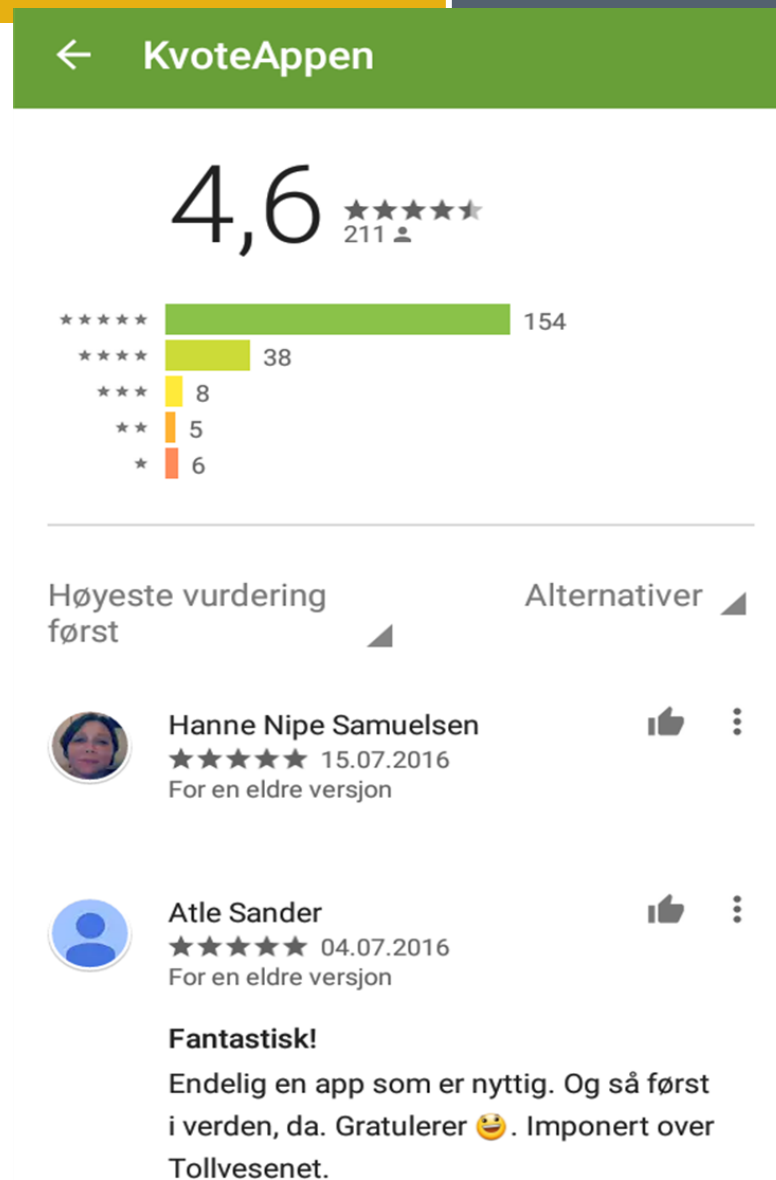 KvoteAppen
4,6
211
154
38
8
5
6
Høyeste vurdering
først
Alternativer
Hanne Nipe Samuelsen
15.07.2016
For en eldre versjon
Atle Sander
04.07.2016
For en eldre versjon
Fantastisk!
Endelig en app som er nyttig. Og så først
i verden, da. Gratulerer 😃. Imponert over
Tollvesenet.